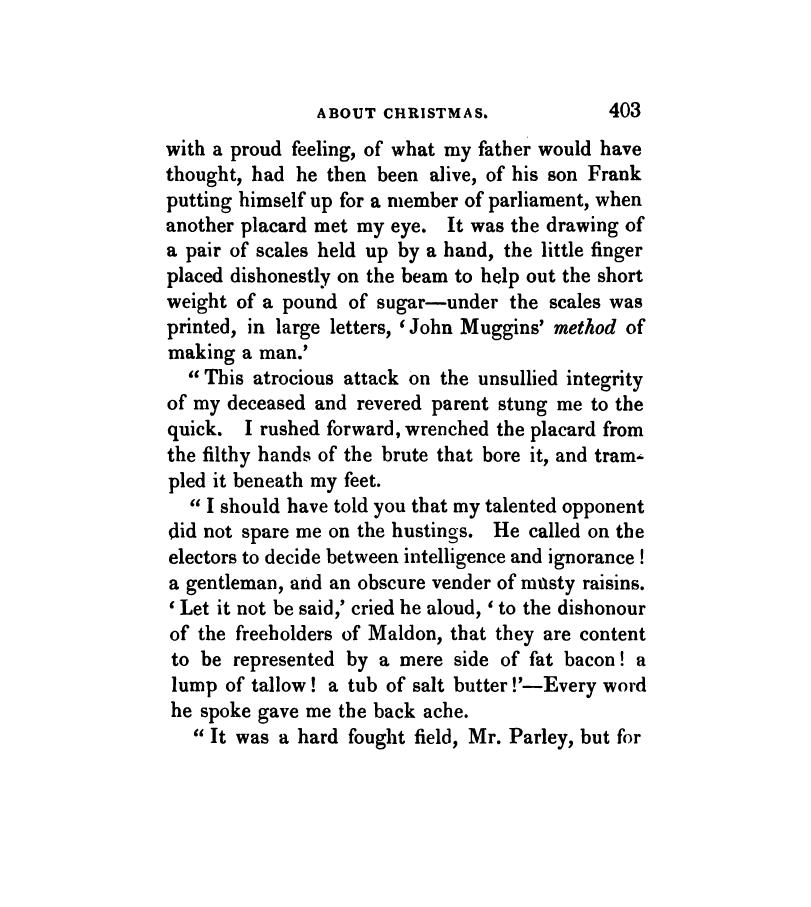 ABOUT CHRISTMAS. 403
with a proud feeling, of what my father would have
thought, had he then been alive, of his son Frank
putting himself up for a member of parliament, when
another placard met my eye. It was the drawing of
a pair of scales held up by a hand, the little finger
placed dishonestly on the beam to help out the short
weight of a pound of sugar—under the scales was
printed, in large letters, ‘John Muggins’ method of
making a man.’
“This atrocious attack on the unsullied integrity
of my deceased and revered parent stung me to the
quick. I rushed forward, wrenched the placard from
the filthy hands of the brute that bore it, and tram-
pled it beneath my feet.
“I should have told you that my talented opponent
did not spare me on the hustings. He called on the
electors to decide between intelligence and ignorance!
a gentleman, and an obscure vender of musty raisins.
‘Let it not be said,’ cried he aloud, ‘to the dishonour
of the freeholders of Maldon, that they are content
to be represented by a mere side of fat bacon! a
lump of tallow! a tub of salt butter!’—Every word
he spoke gave me the back ache.
“It was a hard fought field, Mr. Parley, but for